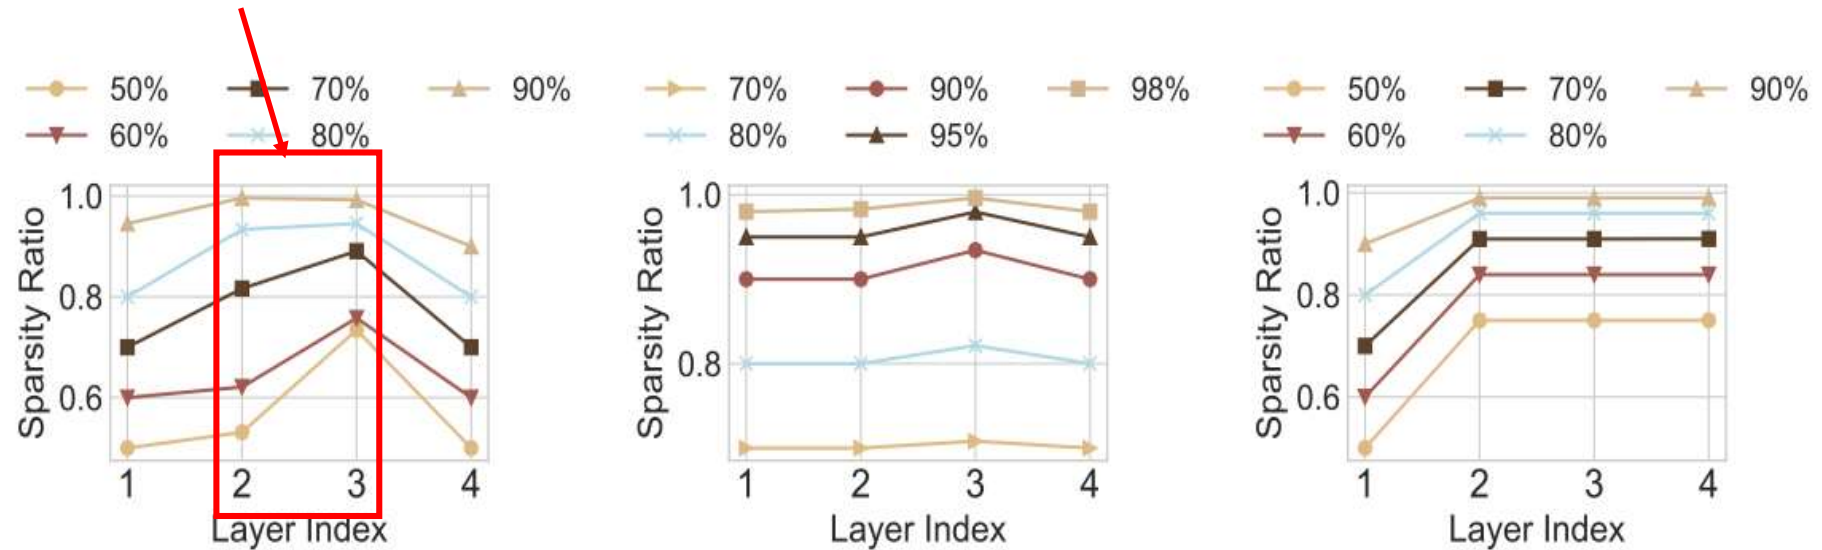 50% 70% 90%
60% 80%
1.0
0.8
0.6
Sparsity Ratio
1 2 3 4
Layer Index
70% 90% 98%
80% 95%
1.0
0.8
Sparsity Ratio
1 2 3 4
Layer Index
50% 70% 90%
60% 80%
1.0
0.8
0.6
Sparsity Ratio
1 2 3 4
Layer Index